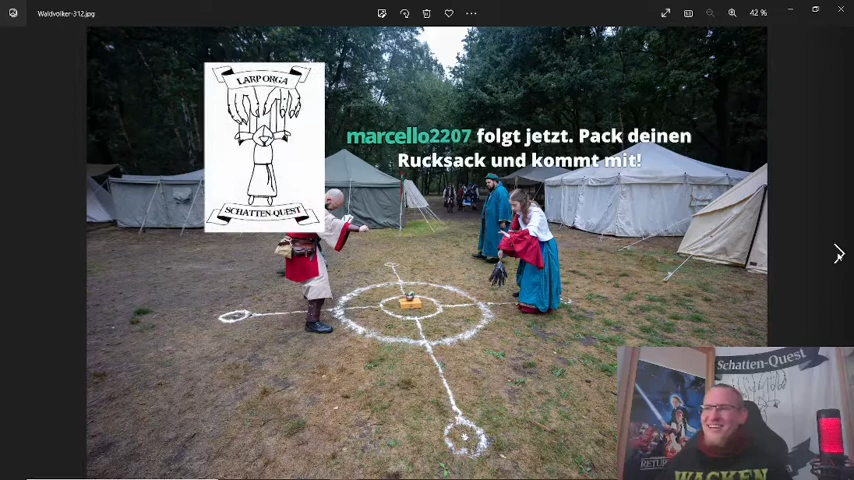 Waldvolker-312.jpg
42 %
LARP ORGA
marcello2207 folgt jetzt. Pack deinen
Rucksack und kommt mit!
SCHATTEN-QUEST
Schatten-Quest
RETUR
WACKEN